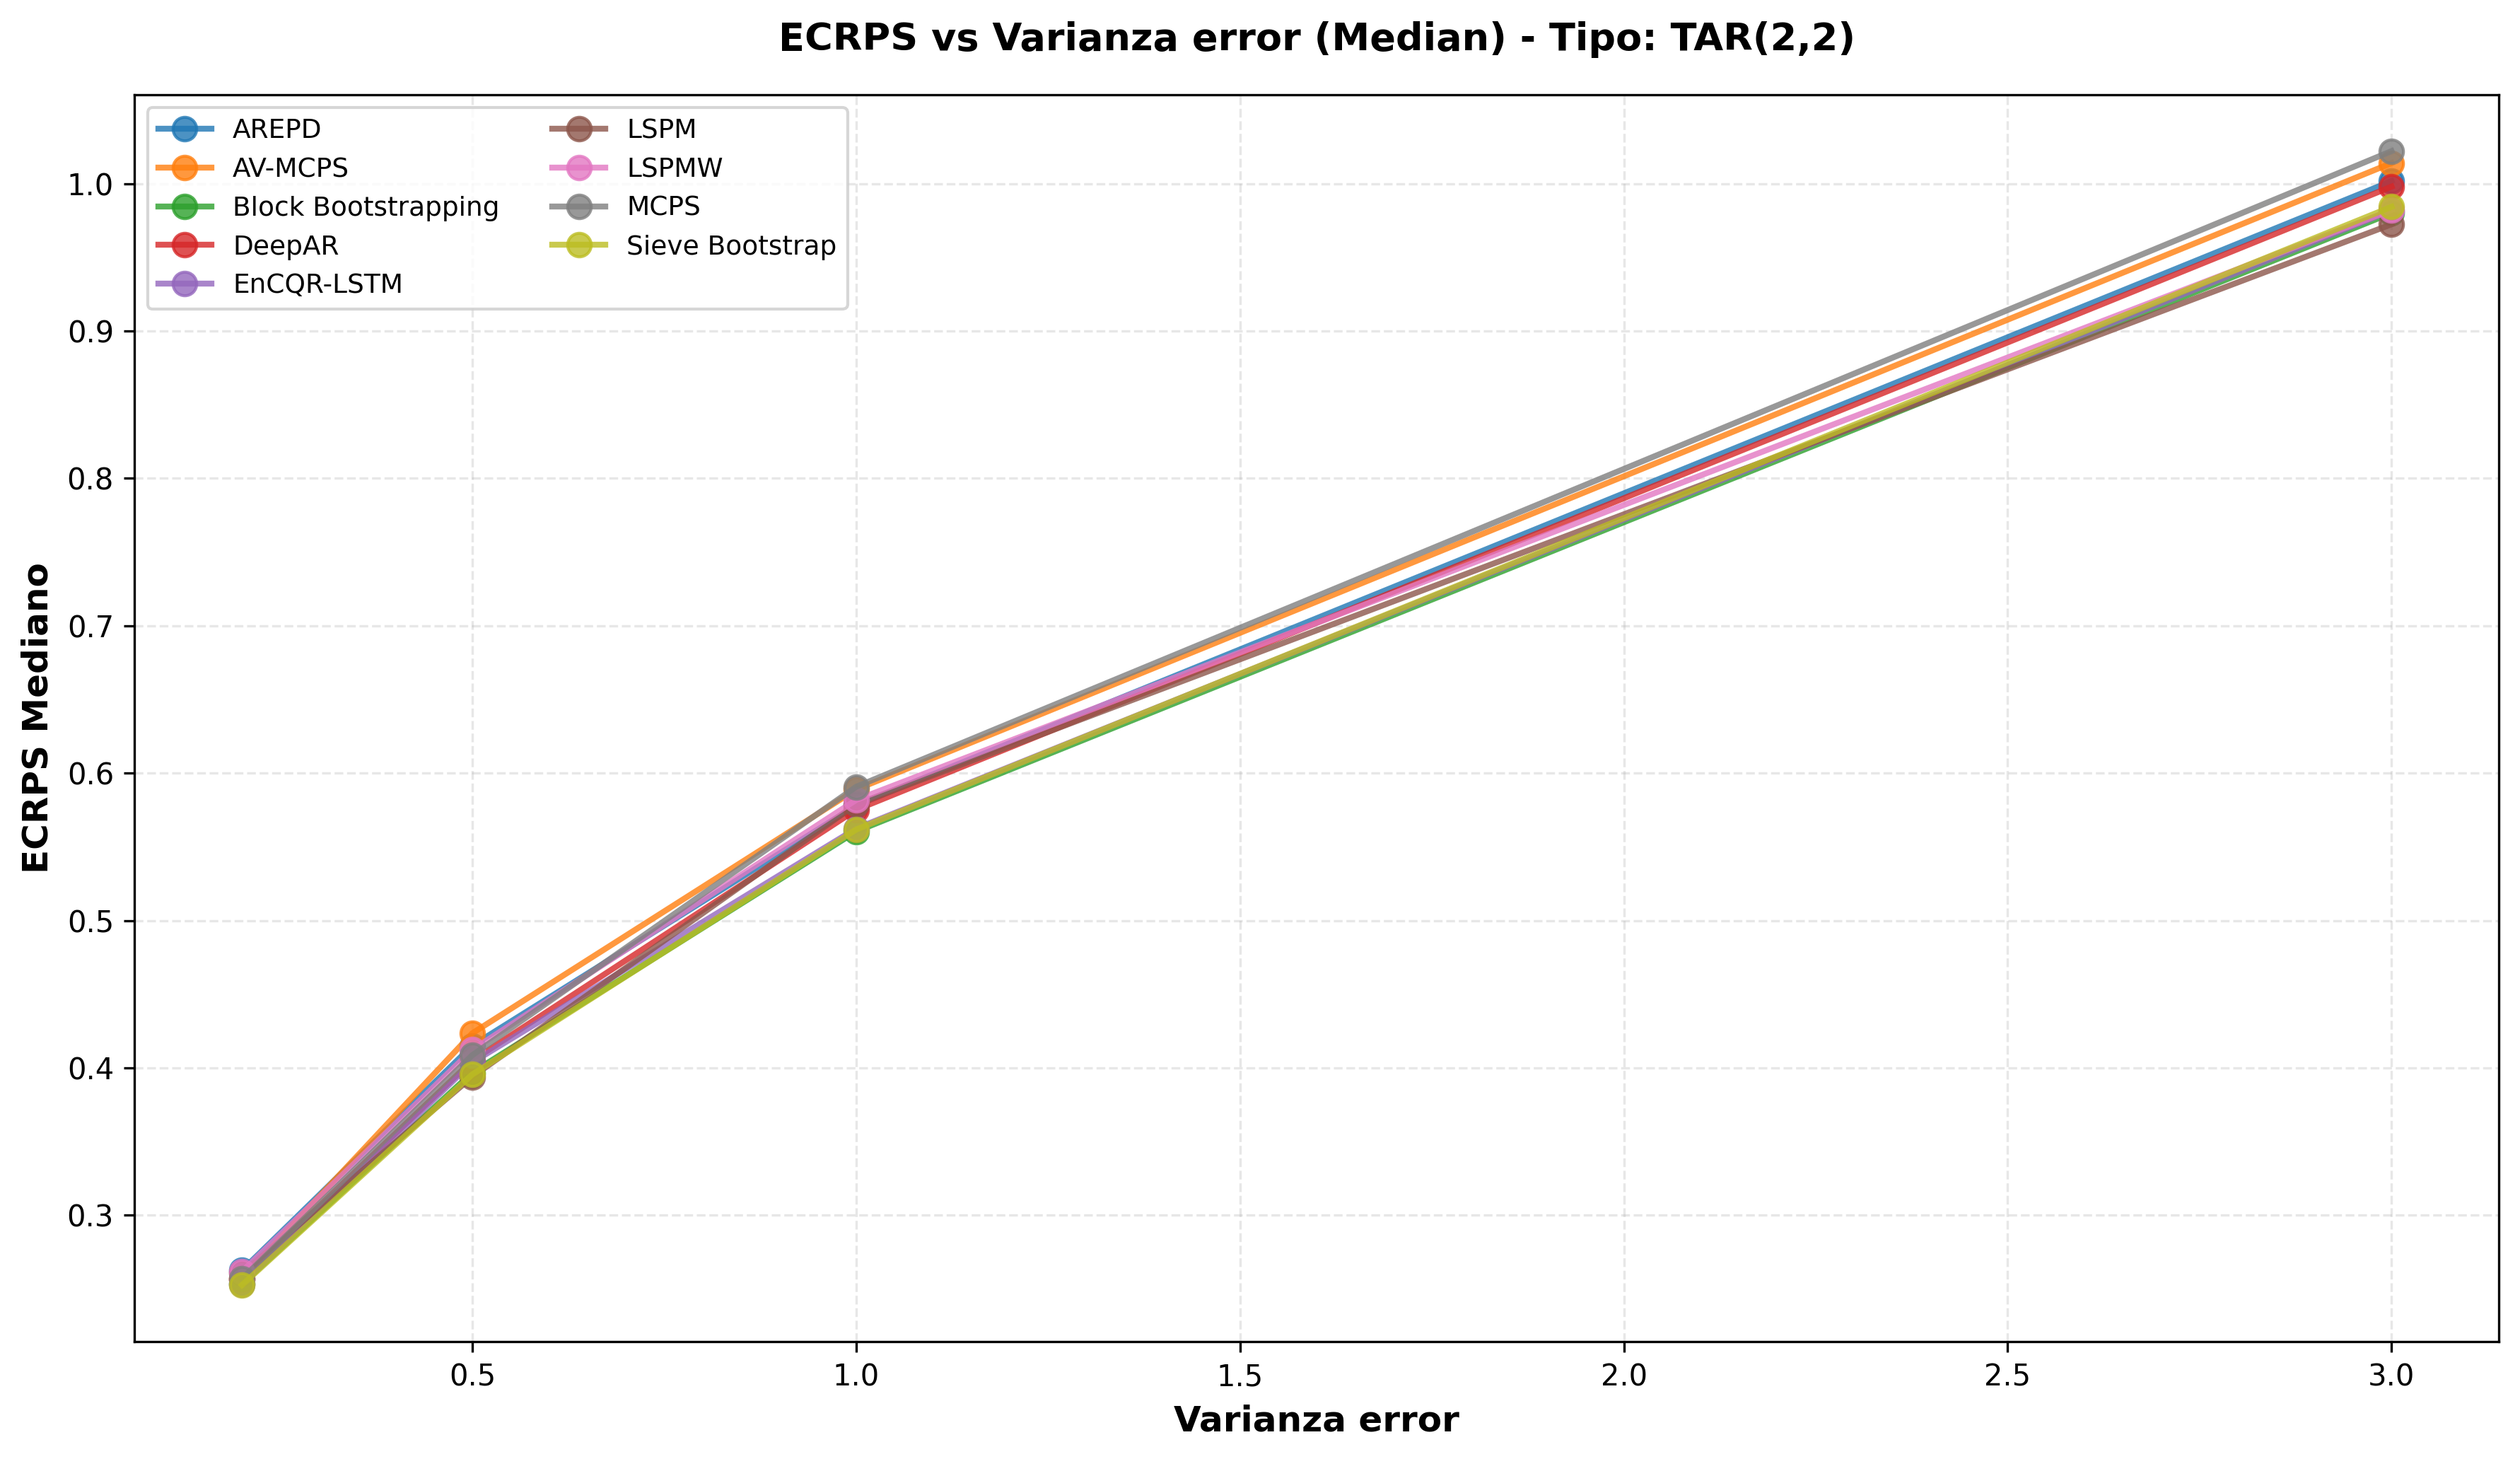 ECRPS vs Varianza error (Median) - Tipo: TAR(2,2)
AREPD
AV-MCPS
Block Bootstrapping
DeepAR
EnCQR-LSTM
LSPM
LSPMW
MCPS
Sieve Bootstrap
ECRPS Mediano
1.0
0.9
0.8
0.7
0.6
0.5
0.4
0.3
0.5
1.0
1.5
2.0
2.5
3.0
Varianza error